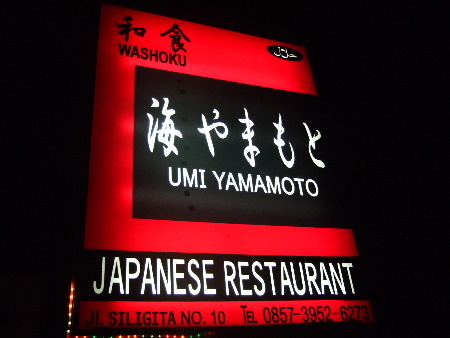 和食
WASHOKU
حلال
海やまもと
UMI YAMAMOTO
JAPANESE RESTAURANT
Jl. SILIGITA NO. 10 TEL 0857-3952-6273